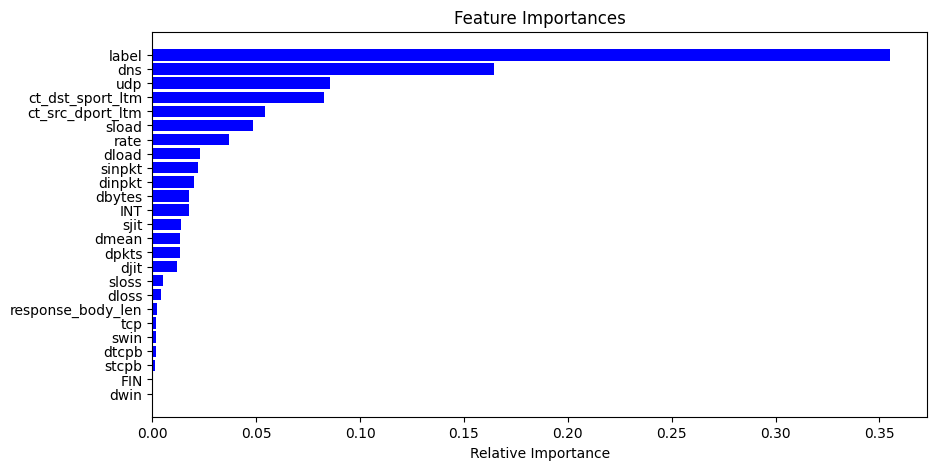 Feature Importances
label
dns
udp
ct_dst_sport_ltm
ct_src_dport_ltm
sload
rate
dload
sinpkt
dinpkt
dbytes
INT
sjit
dmean
dpkts
djit
sloss
dloss
response_body_len
tcp
swin
dtcpb
stcpb
FIN
dwin
0.00 0.05 0.10 0.15 0.20 0.25 0.30 0.35
Relative Importance